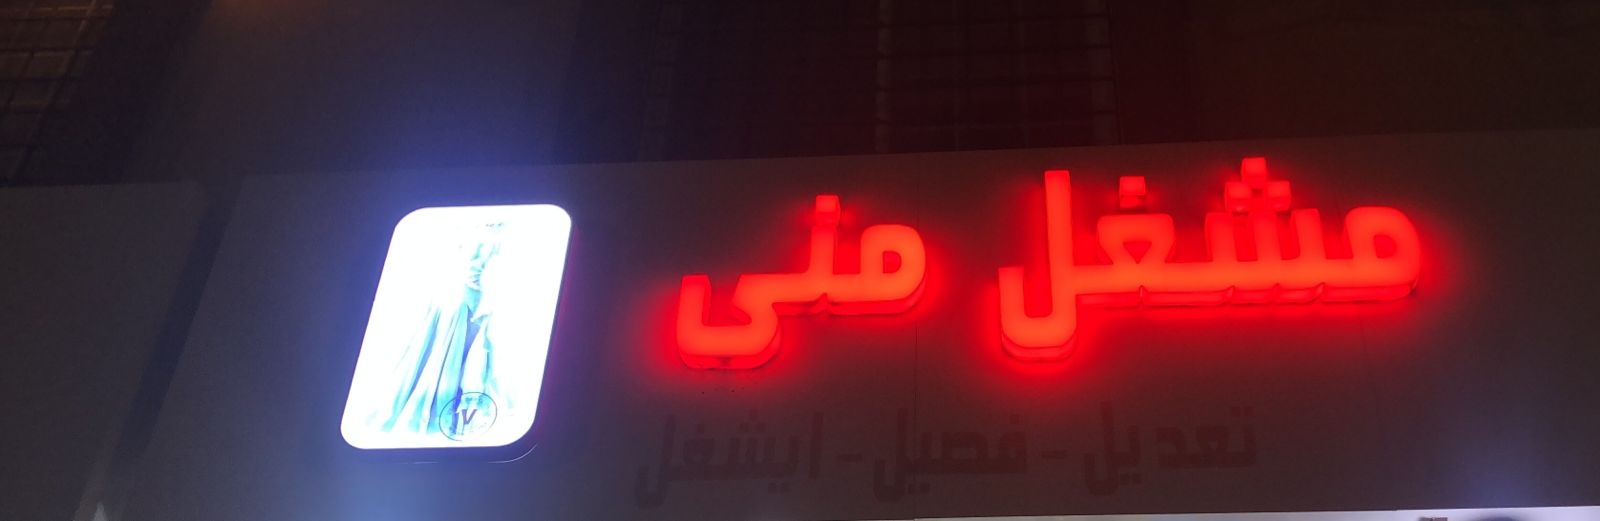 مشغل منى
تعديل - فصيل - ايشغل